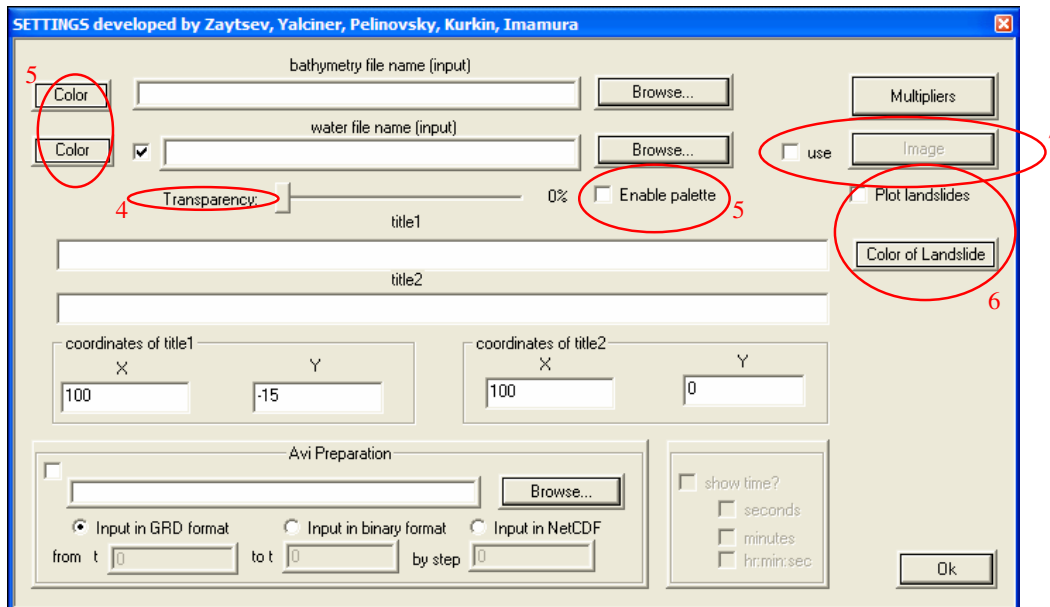 SETTINGS developed by Zaytsev, Yalciner, Pelinovsky, Kurkin, Imamura
bathymetry file name (input)
5
Color
Browse...
Multipliers
water file name (input)
Color
Browse...
use
Image
Transparency:
4
0%
Enable palette
5
Plot landslides
title1
Color of Landslide
title2
6
coordinates of title1
X
Y
100
-15
coordinates of title2
X
Y
100
0
Avi Preparation
Browse...
Input in GRD format
Input in binary format
Input in NetCDF
from t
0
to t
0
by step
0
show time?
seconds
minutes
hr:min:sec
Ok